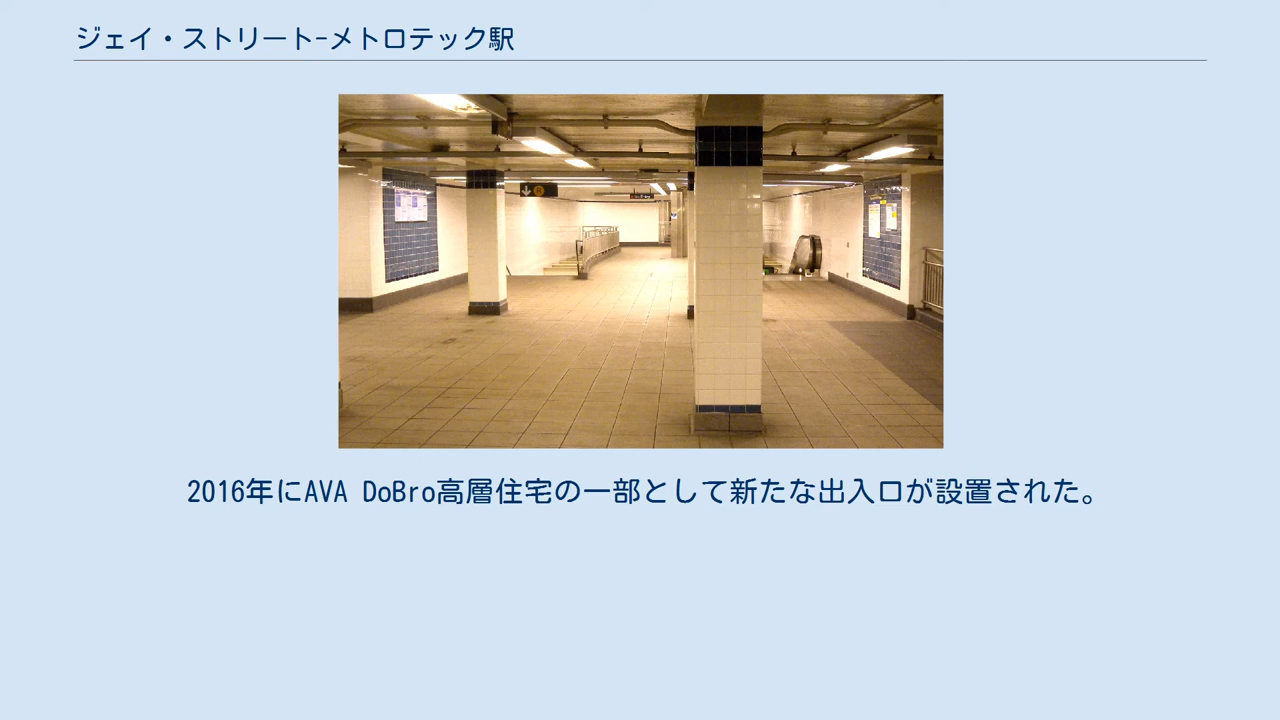 ジェイ・ストリート-メトロテック駅
2016年にAVA DoBro高層住宅の一部として新たな出入口が設置された。